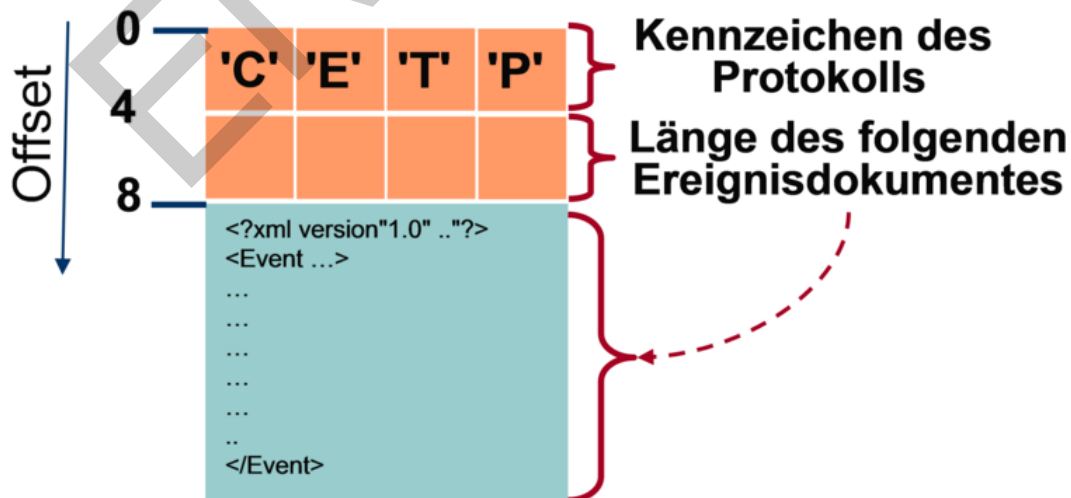 Offset
0
4
8
'C' 'E' 'T' 'P'
Kennzeichen des
Protokolls
Länge des folgenden
Ereignisdokumentes
<?xml version"1.0" .."?>
<Event ...>
...
...
...
...
...
..
</Event>